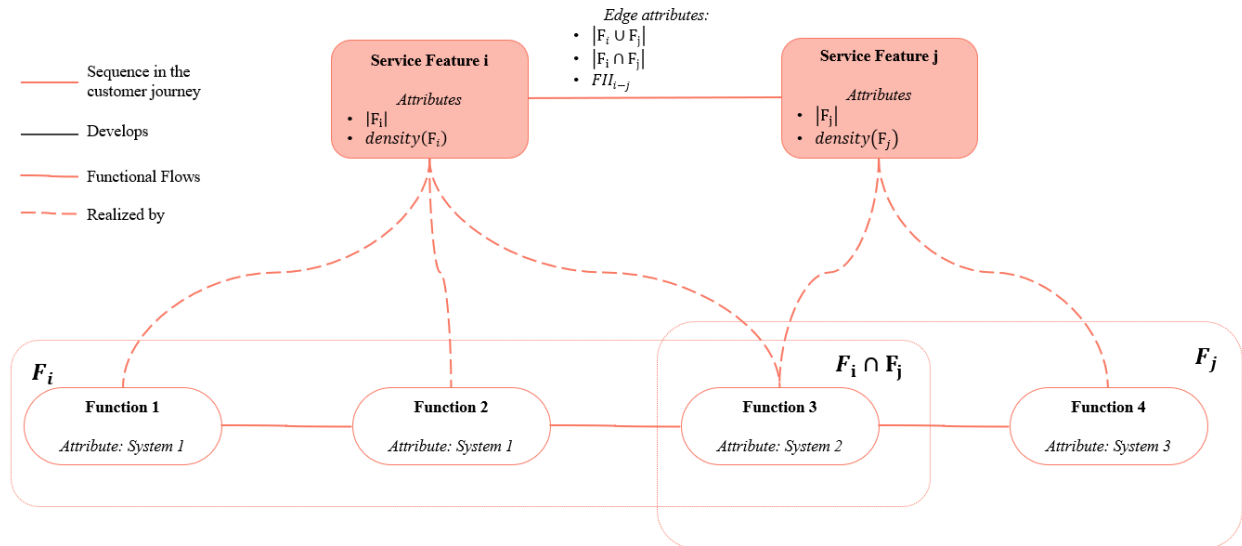 Edge attributes:
• |Fᵢ ∪ Fⱼ|
• |Fᵢ ∩ Fⱼ|
• FIIᵢ₋ⱼ
Service Feature i
Attributes
• |Fᵢ|
• density(Fᵢ)
Service Feature j
Attributes
• |Fⱼ|
• density(Fⱼ)
Sequence in the
customer journey
Develops
Functional Flows
Realized by
Fᵢ
Fᵢ ∩ Fⱼ
Fⱼ
Function 1
Attribute: System 1
Function 2
Attribute: System 1
Function 3
Attribute: System 2
Function 4
Attribute: System 3